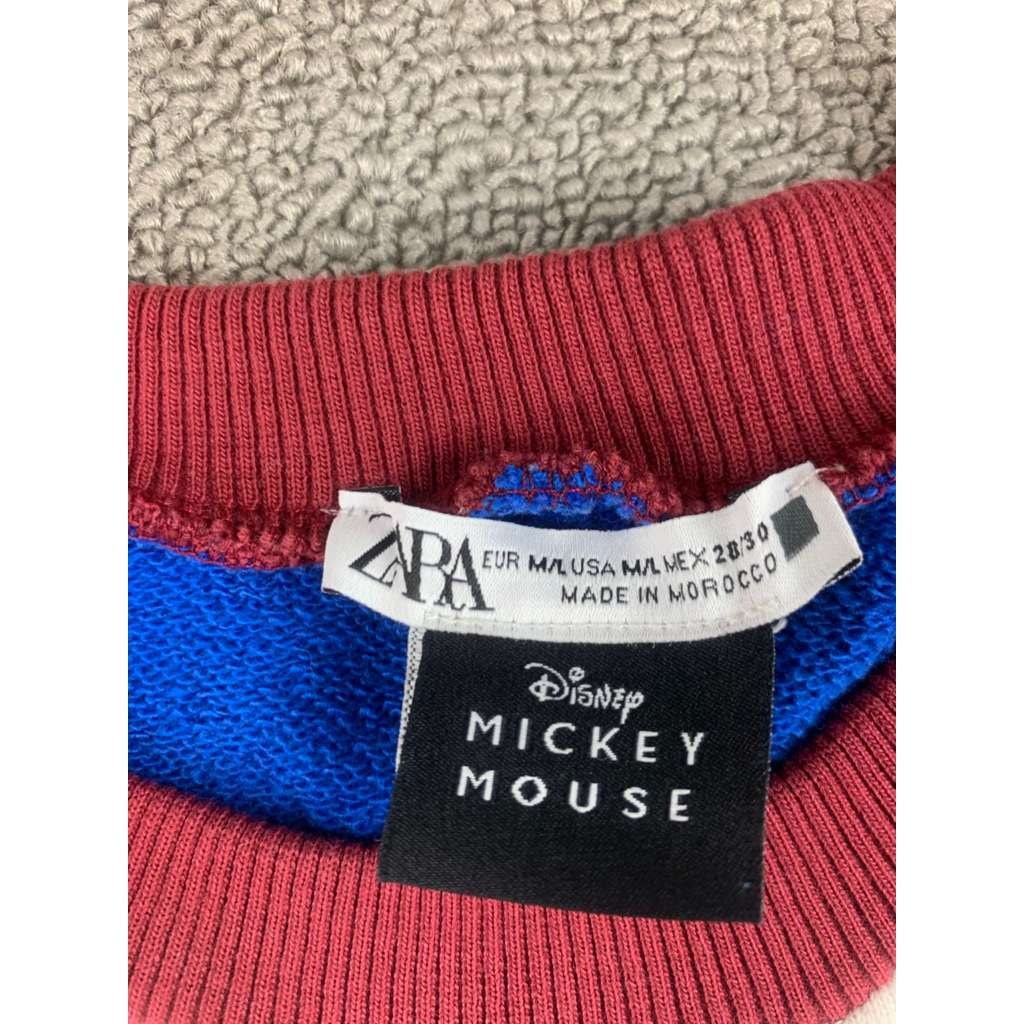 ZARA EUR M/L USA M/L MEX 28/30
MADE IN MOROCCO
Disney
MICKEY
MOUSE